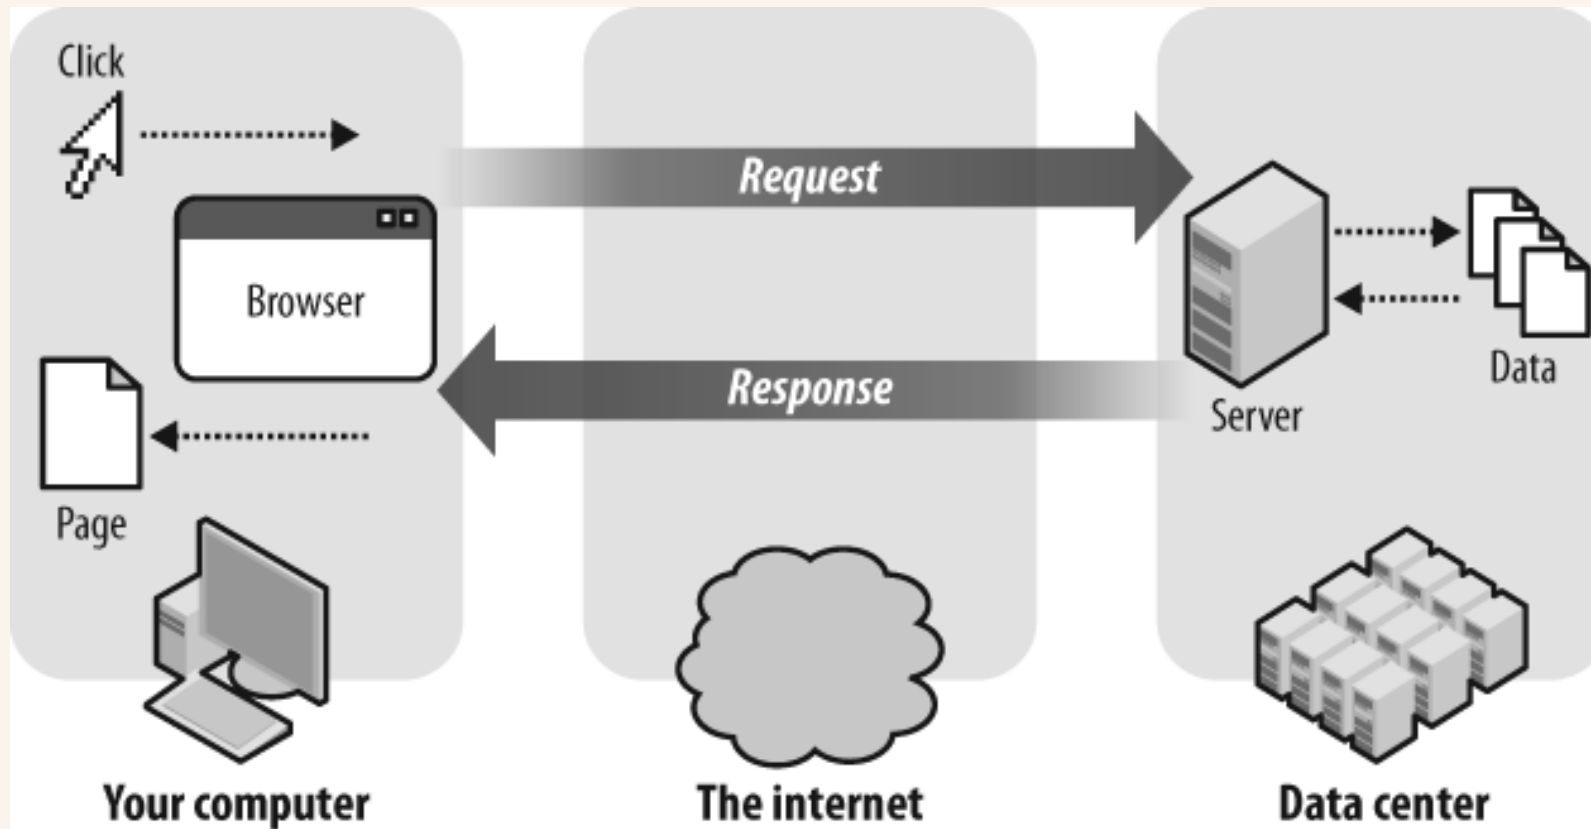 Click
Request
Browser
Response
Data
Server
Page
Your computer
The internet
Data center